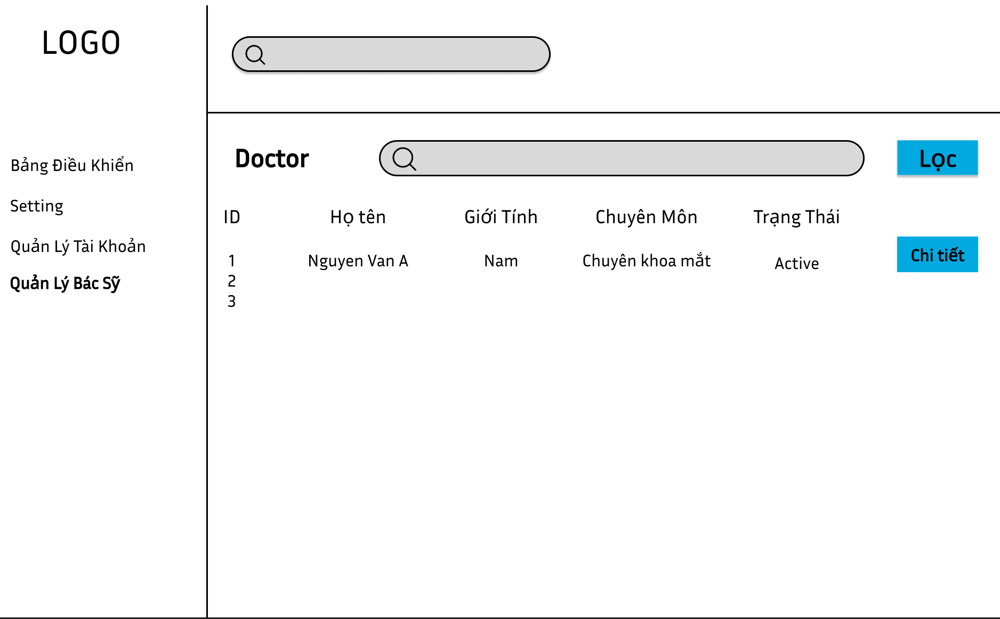 LOGO
Bảng Điều Khiển
Setting
Quản Lý Tài Khoản
Quản Lý Bác Sỹ
Doctor
Lọc
ID Họ tên Giới Tính Chuyên Môn Trạng Thái
1 Nguyen Van A Nam Chuyên khoa mắt Active Chi tiết
2
3